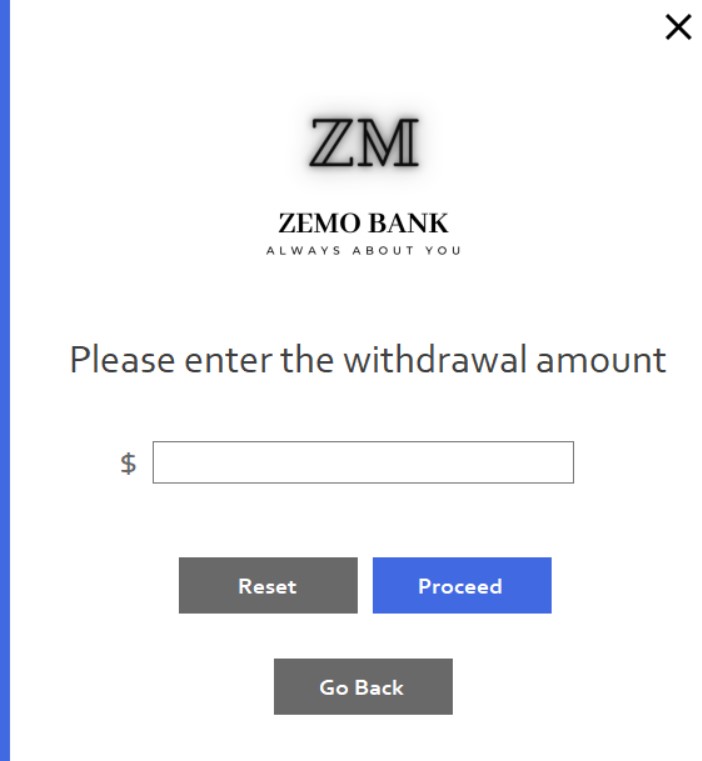 ZM
ZEMO BANK
ALWAYS ABOUT YOU
Please enter the withdrawal amount
$
Reset Proceed
Go Back